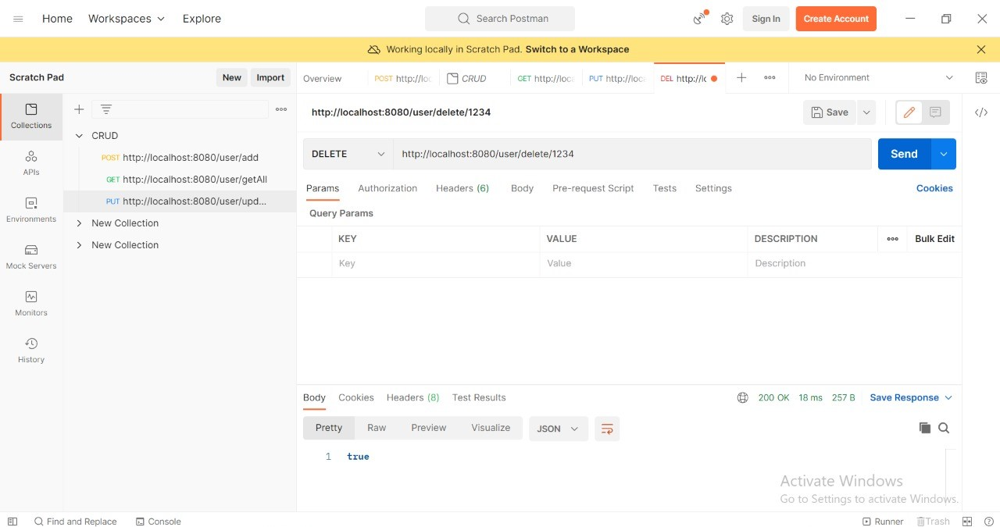 Home Workspaces Explore Search Postman Sign In Create Account
Working locally in Scratch Pad. Switch to a Workspace
Scratch Pad New Import Overview POST http://loc CRUD GET http://loca PUT http://loca DEL http://lo No Environment
Collections
http://localhost:8080/user/delete/1234 Save
CRUD
POST http://localhost:8080/user/add
GET http://localhost:8080/user/getAll
PUT http://localhost:8080/user/upd...
New Collection
New Collection
APIs
Environments
Mock Servers
Monitors
History
DELETE http://localhost:8080/user/delete/1234 Send
Params Authorization Headers (6) Body Pre-request Script Tests Settings Cookies
Query Params
KEY VALUE DESCRIPTION Bulk Edit
Key Value Description
Body Cookies Headers (8) Test Results 200 OK 18 ms 257 B Save Response
Pretty Raw Preview Visualize JSON
1 true
Activate Windows
Go to Settings to activate Windows.
Find and Replace Console Runner Trash